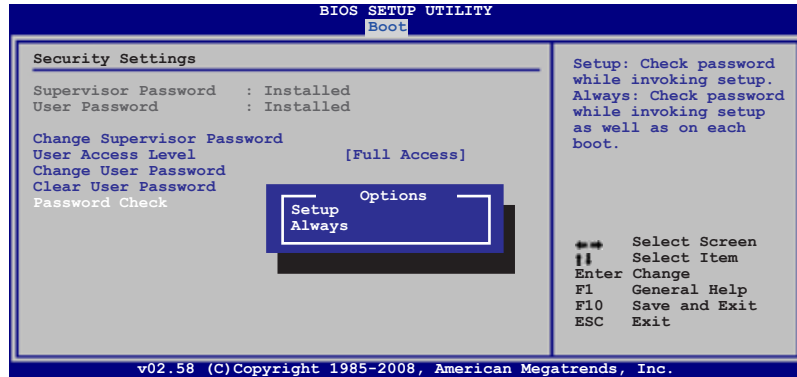 BIOS SETUP UTILITY
Boot
Security Settings
Supervisor Password : Installed
User Password : Installed
Change Supervisor Password
User Access Level [Full Access]
Change User Password
Clear User Password
Password Check
Options
Setup
Always
Setup: Check password
while invoking setup.
Always: Check password
while invoking setup
as well as on each
boot.
Select Screen
Select Item
Enter Change
F1 General Help
F10 Save and Exit
ESC Exit
v02.58 (C)Copyright 1985-2008, American Megatrends, Inc.